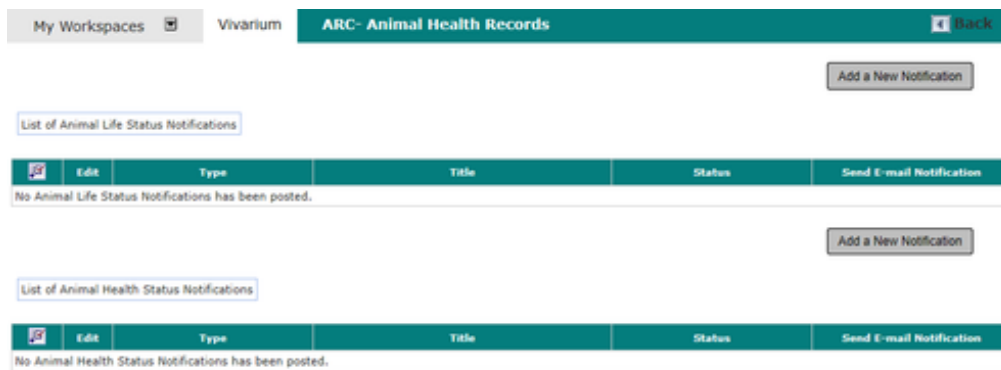 My Workspaces Vivarium ARC- Animal Health Records Back
Add a New Notification
List of Animal Life Status Notifications
Edit Type Title Status Send E-mail Notification
No Animal Life Status Notifications has been posted.
Add a New Notification
List of Animal Health Status Notifications
Edit Type Title Status Send E-mail Notification
No Animal Health Status Notifications has been posted.